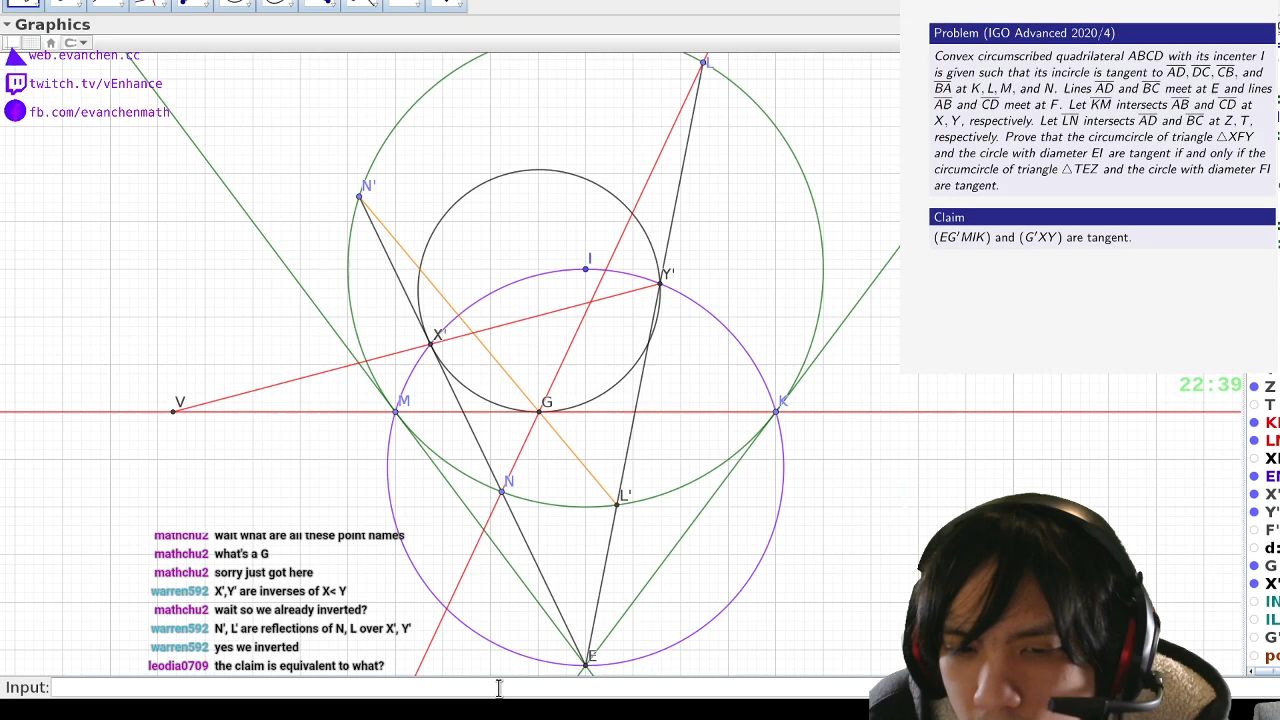 Graphics
web.evanchen.cc
twitch.tv/vEnhance
fb.com/evanchenmath
Problem (IGO Advanced 2020/4)
Convex circumscribed quadrilateral ABCD with its incenter I
is given such that its incircle is tangent to AD, DC, CB, and
BA at K, L, M, and N. Lines AD and BC meet at E and lines
AB and CD meet at F. Let KM intersects AB and CD at
X, Y, respectively. Let LN intersects AD and BC at Z, T,
respectively. Prove that the circumcircle of triangle △XFY
and the circle with diameter EI are tangent if and only if the
circumcircle of triangle △TEZ and the circle with diameter FI
are tangent.
Claim
(EG'MIK) and (G'XY) are tangent.
L
N'
I
Y'
X'
V
M
G
K
N
L'
E
22:39
Z
T
KI
LN
XI
EN
X'
Y'
F'
d:
G
X'
IN
IL
G'
po
mathchu2 wait what are all these point names
mathchu2 what's a G
mathchu2 sorry just got here
warren592 X',Y' are inverses of X< Y
mathchu2 wait so we already inverted?
warren592 N', L' are reflections of N, L over X', Y'
warren592 yes we inverted
leodia0709 the claim is equivalent to what?
Input: